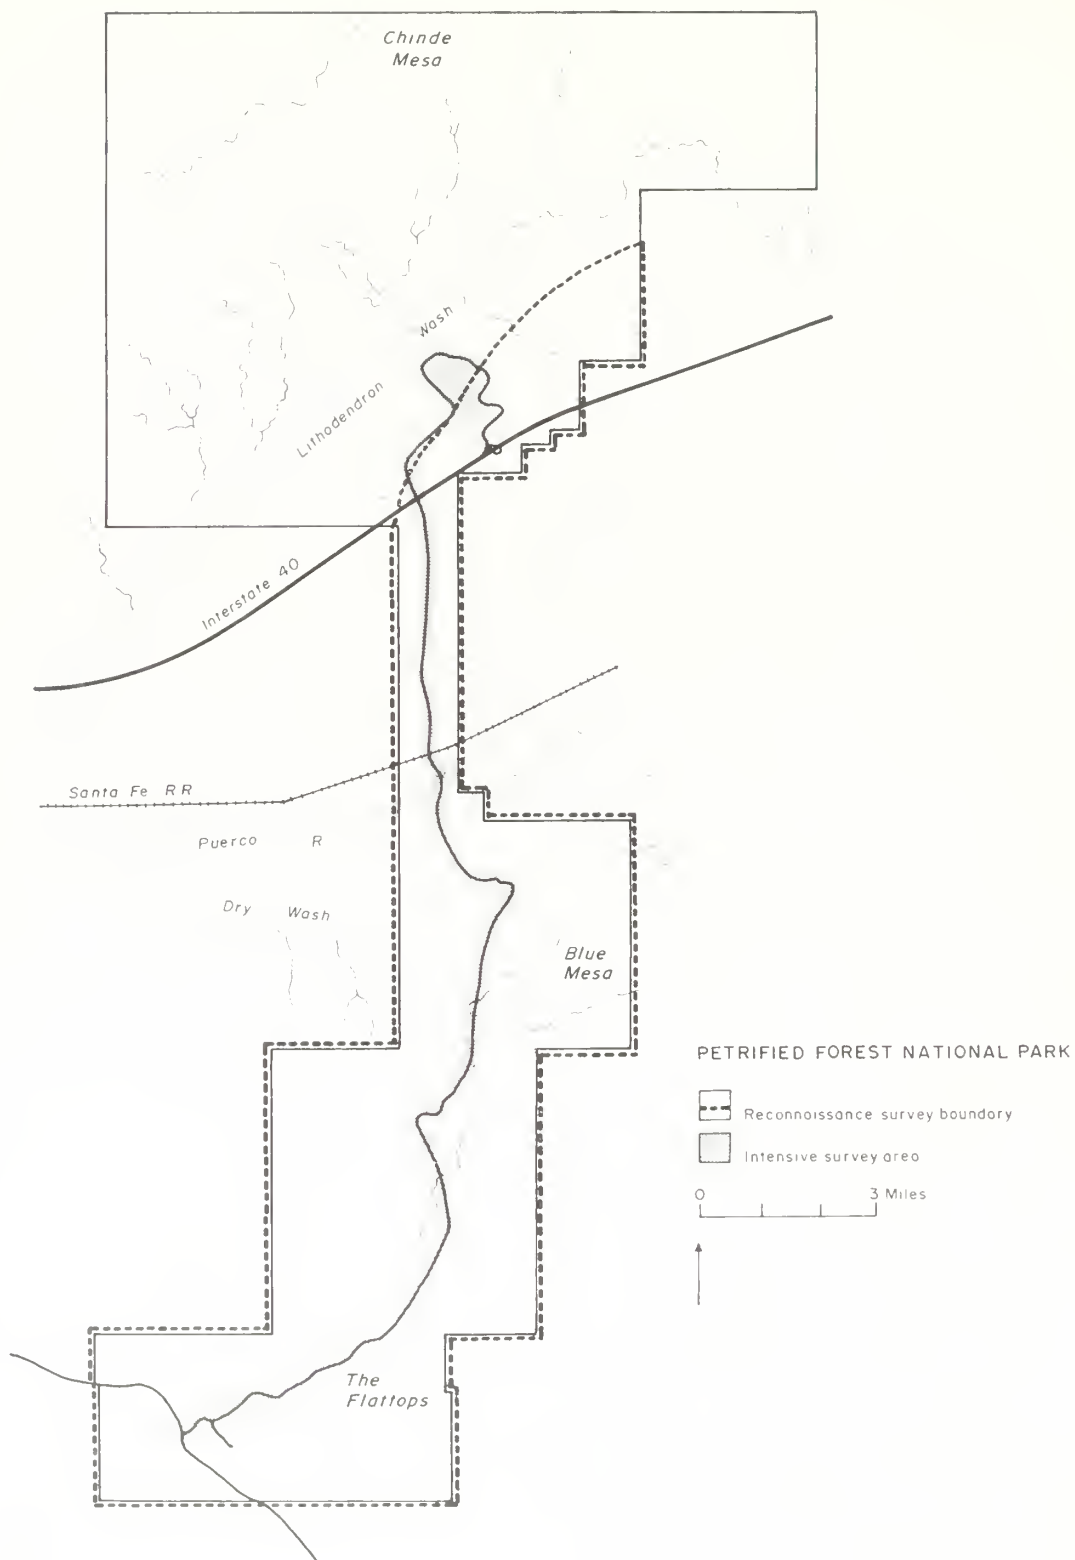 Chinde
Mesa
Wash
Lithodendron
Interstate 40
Santa Fe RR
Puerco R
Dry Wash
Blue
Mesa
PETRIFIED FOREST NATIONAL PARK
Reconnaissance survey boundary
Intensive survey area
0 3 Miles
The
Flattops